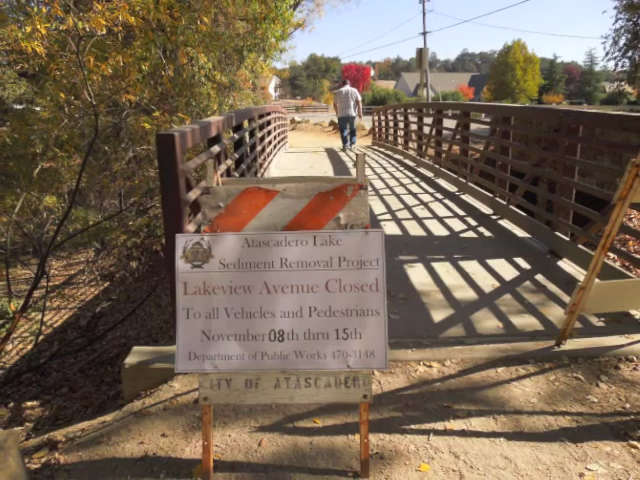 Atascadero Lake
Sediment Removal Project
Lakeview Avenue Closed
To all Vehicles and Pedestrians
November 08th thru 15th
Department of Public Works 470-3148
CITY OF ATASCADERO